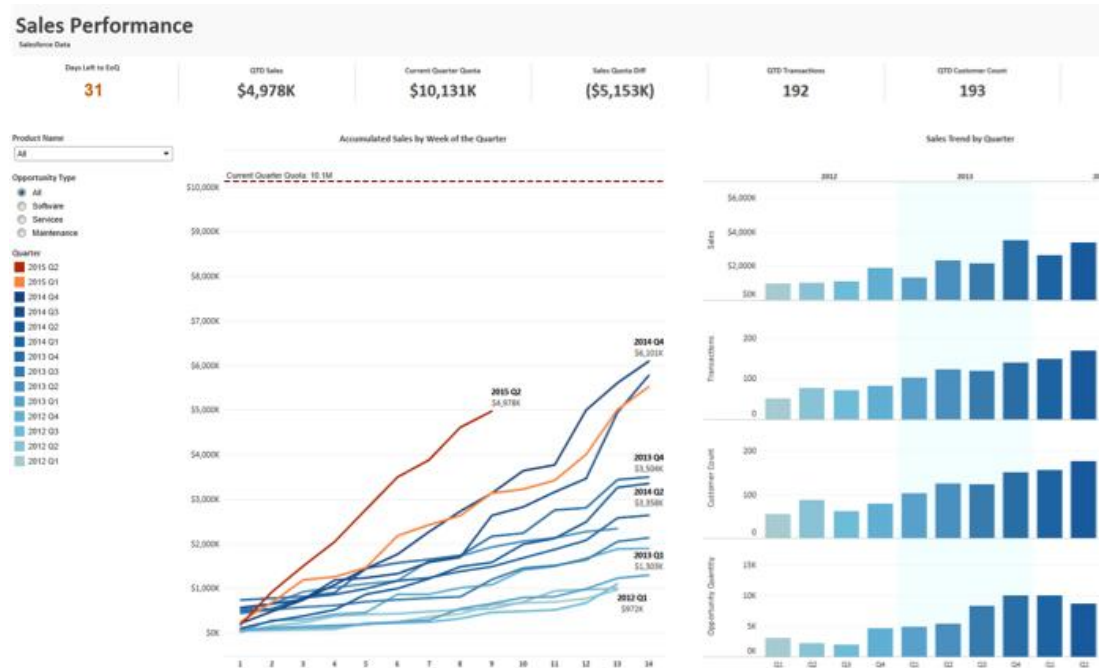 Sales Performance
Salesforce Data
Days Left to EoQ
31
QTD Sales
$4,978K
Current Quarter Quota
$10,131K
Sales Quota Diff
($5,153K)
QTD Transactions
192
QTD Customer Count
193
Product Name
All
Opportunity Type
All
Software
Services
Maintenance
Quarter
2015 Q2
2015 Q1
2014 Q4
2014 Q3
2014 Q2
2014 Q1
2013 Q4
2013 Q3
2013 Q2
2013 Q1
2012 Q4
2012 Q3
2012 Q2
2012 Q1
Accumulated Sales by Week of the Quarter
Current Quarter Quota: 10.1M
$10,000K
$9,000K
$8,000K
$7,000K
$6,000K
$5,000K
$4,000K
$3,000K
$2,000K
$1,000K
$0K
2014 Q4
$6,101K
2015 Q2
$4,978K
2013 Q4
$3,504K
2014 Q2
$3,358K
2013 Q1
$1,303K
2012 Q1
$972K
1 2 3 4 5 6 7 8 9 10 11 12 13 14
Sales Trend by Quarter
2012 2013 20
Sales
$6,000K
$4,000K
$2,000K
$0K
Transactions
200
100
0
Customer Count
200
100
0
Opportunity Quantity
15K
10K
5K
0K
Q1 Q2 Q3 Q4 Q1 Q2 Q3 Q4 Q1 Q2